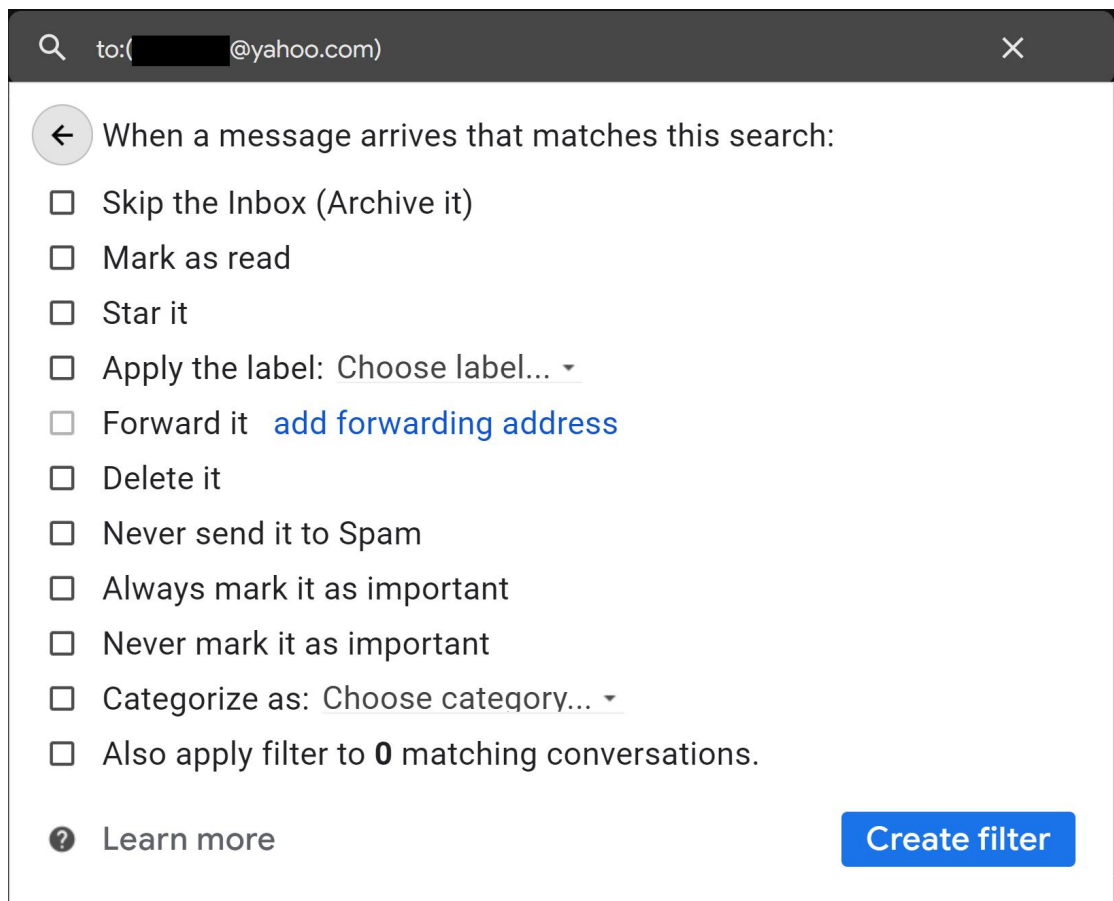 to:( @yahoo.com)
When a message arrives that matches this search:
Skip the Inbox (Archive it)
Mark as read
Star it
Apply the label: Choose label...
Forward it add forwarding address
Delete it
Never send it to Spam
Always mark it as important
Never mark it as important
Categorize as: Choose category...
Also apply filter to 0 matching conversations.
Learn more
Create filter